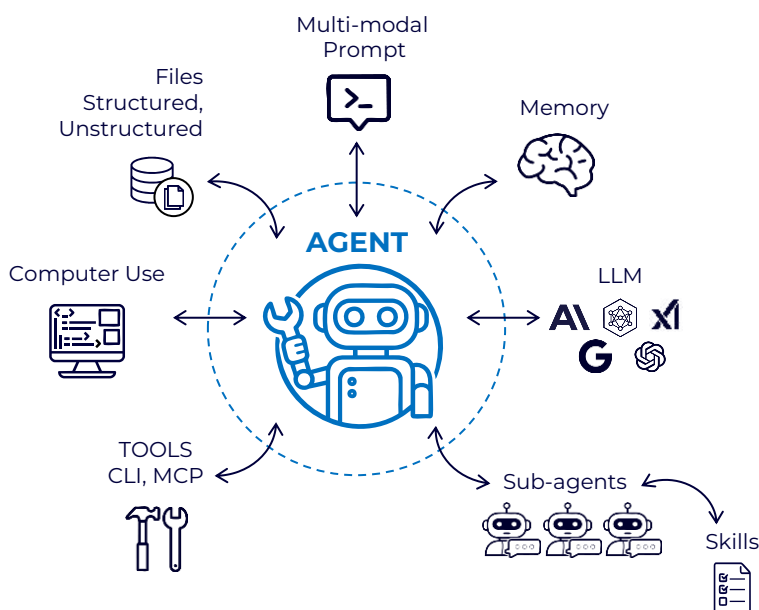 Multi-modal
Prompt
Files
Structured,
Unstructured
Memory
AGENT
Computer Use
LLM
TOOLS
CLI, MCP
Sub-agents
Skills